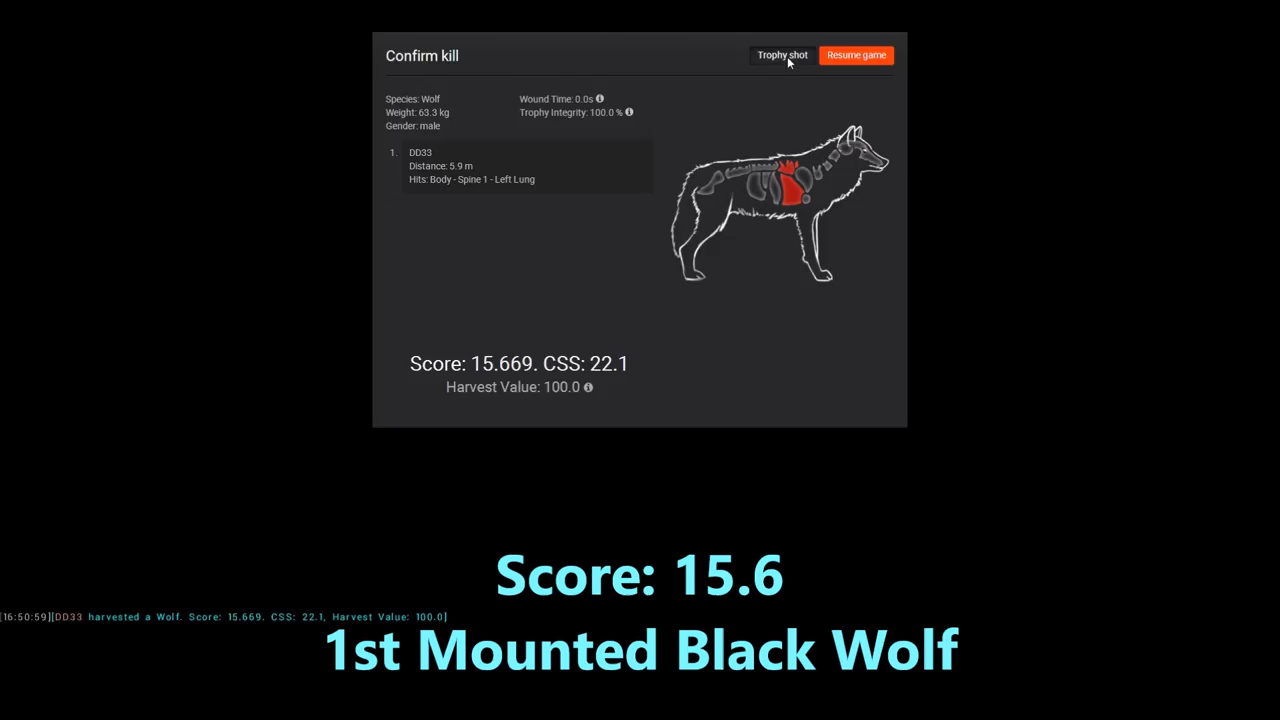 Confirm kill
Trophy shot
Resume game
Species: Wolf
Weight: 63.3 kg
Gender: male
Wound Time: 0.0s
Trophy Integrity: 100.0 %
1.
DD33
Distance: 5.9 m
Hits: Body - Spine 1 - Left Lung
Score: 15.669. CSS: 22.1
Harvest Value: 100.0
Score: 15.6
[16:50:59][DD33 harvested a Wolf. Score: 15.669. CSS: 22.1, Harvest Value: 100.0]
1st Mounted Black Wolf